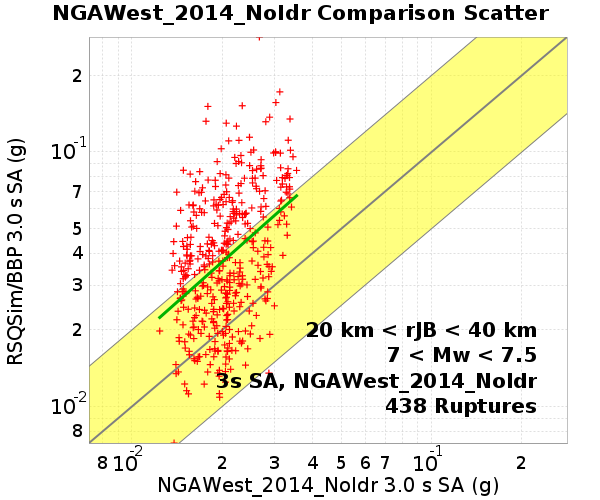 NGAWest_2014_NoIdr Comparison Scatter
RSQSim/BBP 3.0 s SA (g)
2
10-1
7
5
4
3
2
10-2
8
20 km < rJB < 40 km
7 < Mw < 7.5
3s SA, NGAWest_2014_NoIdr
438 Ruptures
8 10-2 2 3 4 5 6 7 10-1 2
NGAWest_2014_NoIdr 3.0 s SA (g)